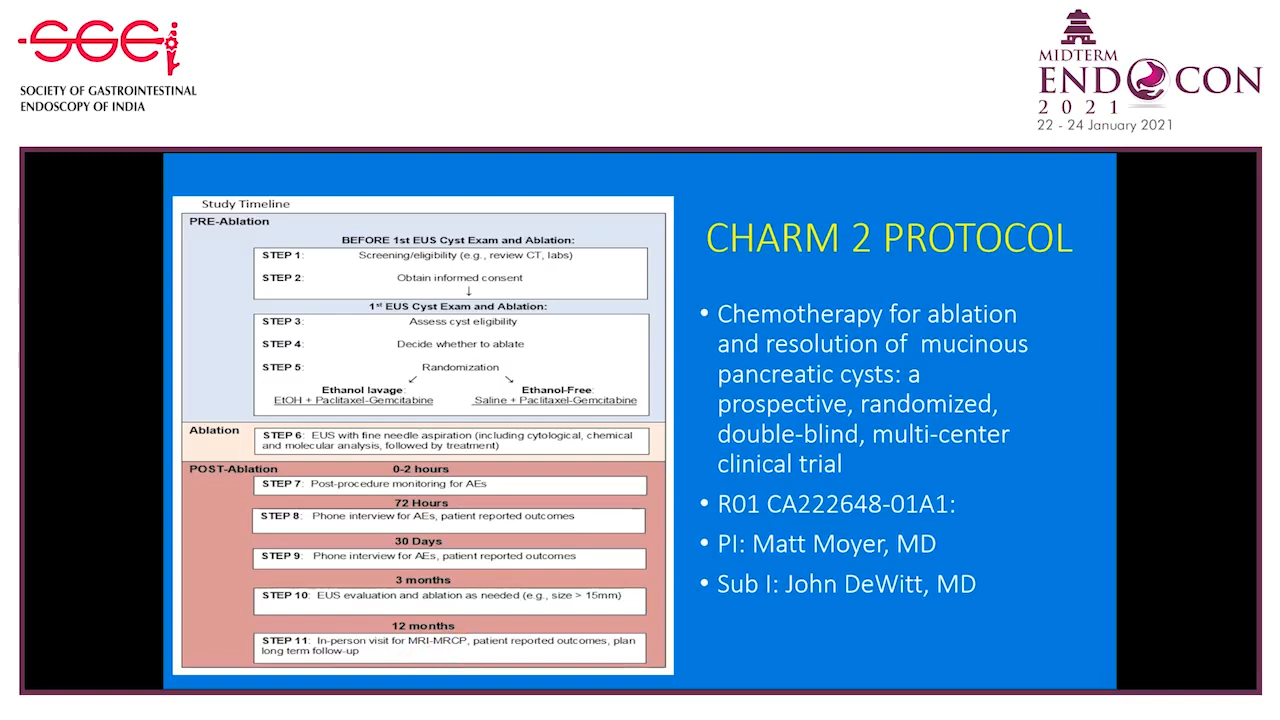 SGEi
SOCIETY OF GASTROINTESTINAL
ENDOSCOPY OF INDIA
MIDTERM
ENDOCON
2021
22 - 24 January 2021
Study Timeline
PRE-Ablation
BEFORE 1st EUS Cyst Exam and Ablation:
STEP 1: Screening/eligibility (e.g., review CT, labs)
STEP 2: Obtain informed consent
↓
1st EUS Cyst Exam and Ablation:
STEP 3: Assess cyst eligibility
STEP 4: Decide whether to ablate
STEP 5: Randomization
↙ ↘
Ethanol lavage: Ethanol-Free:
EtOH + Paclitaxel-Gemcitabine Saline + Paclitaxel-Gemcitabine
Ablation
STEP 6: EUS with fine needle aspiration (including cytological, chemical
and molecular analysis, followed by treatment)
POST-Ablation 0-2 hours
STEP 7: Post-procedure monitoring for AEs
72 Hours
STEP 8: Phone interview for AEs, patient reported outcomes
30 Days
STEP 9: Phone interview for AEs, patient reported outcomes
3 months
STEP 10: EUS evaluation and ablation as needed (e.g., size > 15mm)
12 months
STEP 11: In-person visit for MRI-MRCP, patient reported outcomes, plan
long term follow-up
CHARM 2 PROTOCOL
• Chemotherapy for ablation
and resolution of mucinous
pancreatic cysts: a
prospective, randomized,
double-blind, multi-center
clinical trial
• R01 CA222648-01A1:
• PI: Matt Moyer, MD
• Sub I: John DeWitt, MD